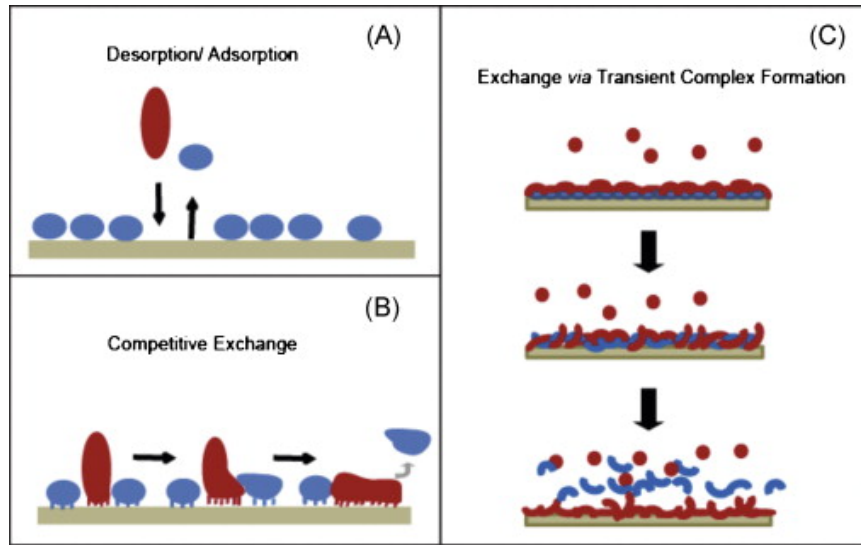 (A)
Desorption/ Adsorption
(B)
Competitive Exchange
(C)
Exchange via Transient Complex Formation